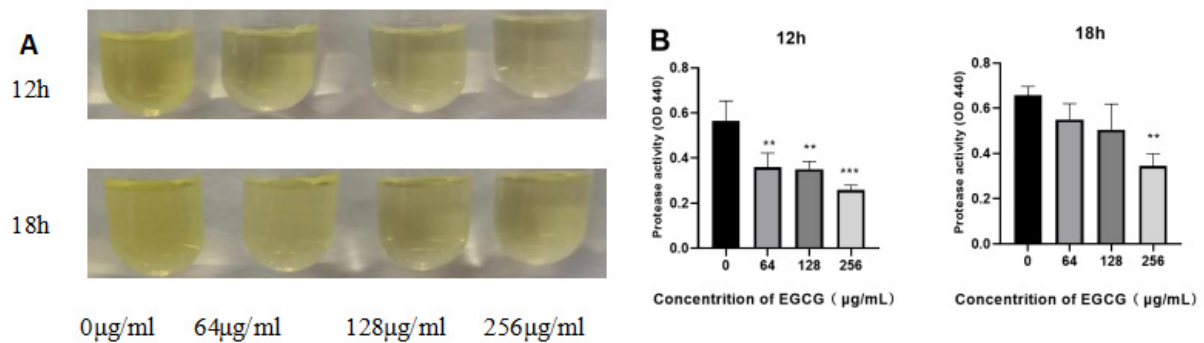 A
12h
18h
0μg/ml 64μg/ml 128μg/ml 256μg/ml
B
12h
Protease activity (OD 440)
0.8
0.6
0.4
0.2
0.0
**
**
***
0 64 128 256
Concentrition of EGCG ( μg/mL)
18h
Protease activity (OD 440)
0.8
0.6
0.4
0.2
0.0
**
0 64 128 256
Concentrition of EGCG ( μg/mL)